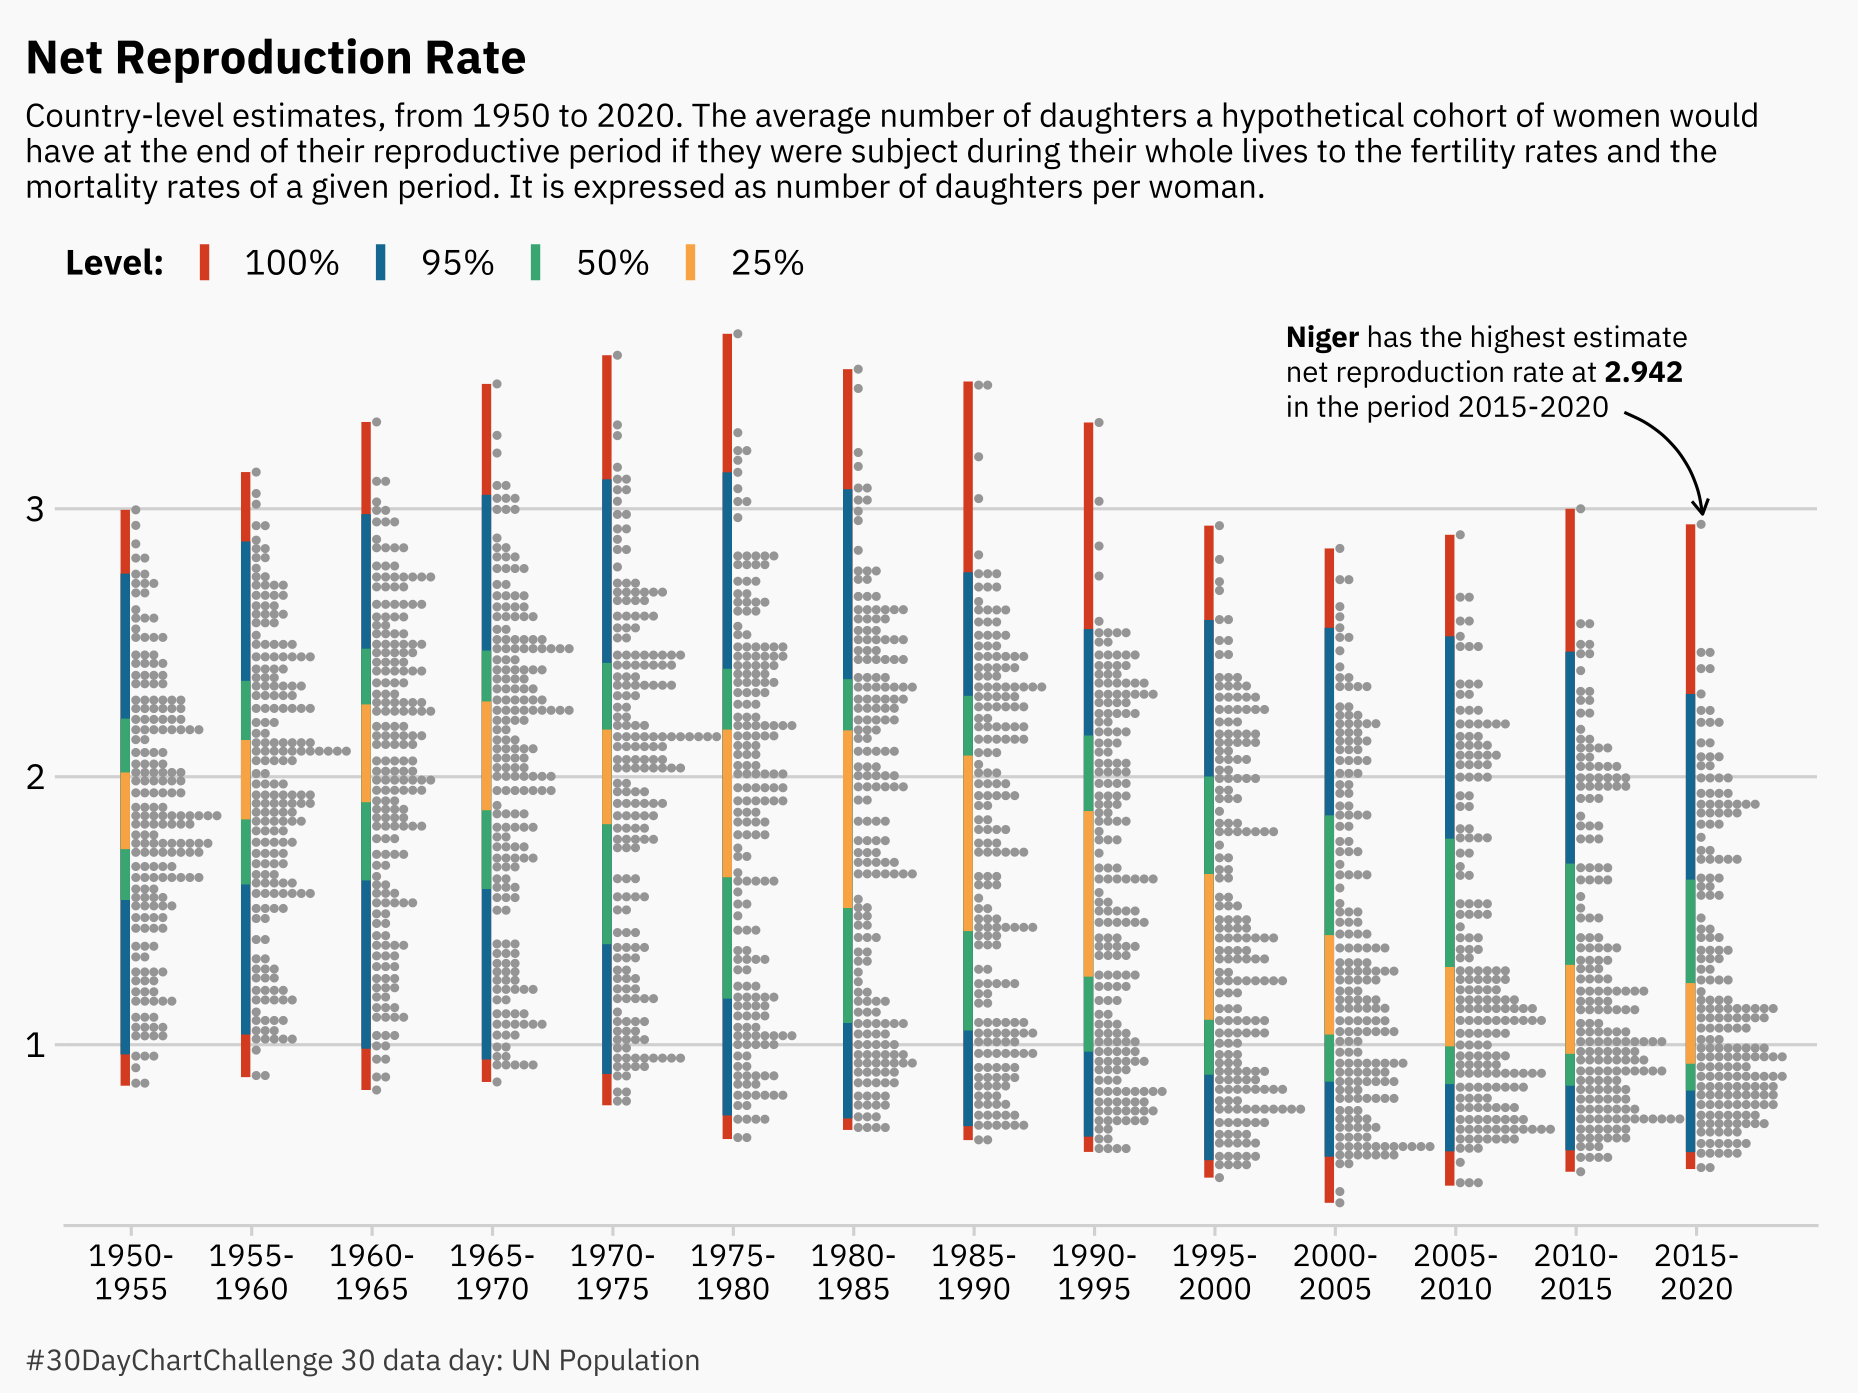 Net Reproduction Rate
Country-level estimates, from 1950 to 2020. The average number of daughters a hypothetical cohort of women would
have at the end of their reproductive period if they were subject during their whole lives to the fertility rates and the
mortality rates of a given period. It is expressed as number of daughters per woman.
Level: 100% 95% 50% 25%
Niger has the highest estimate
net reproduction rate at 2.942
in the period 2015-2020
3
2
1
1950- 1955- 1960- 1965- 1970- 1975- 1980- 1985- 1990- 1995- 2000- 2005- 2010- 2015-
1955 1960 1965 1970 1975 1980 1985 1990 1995 2000 2005 2010 2015 2020
#30DayChartChallenge 30 data day: UN Population